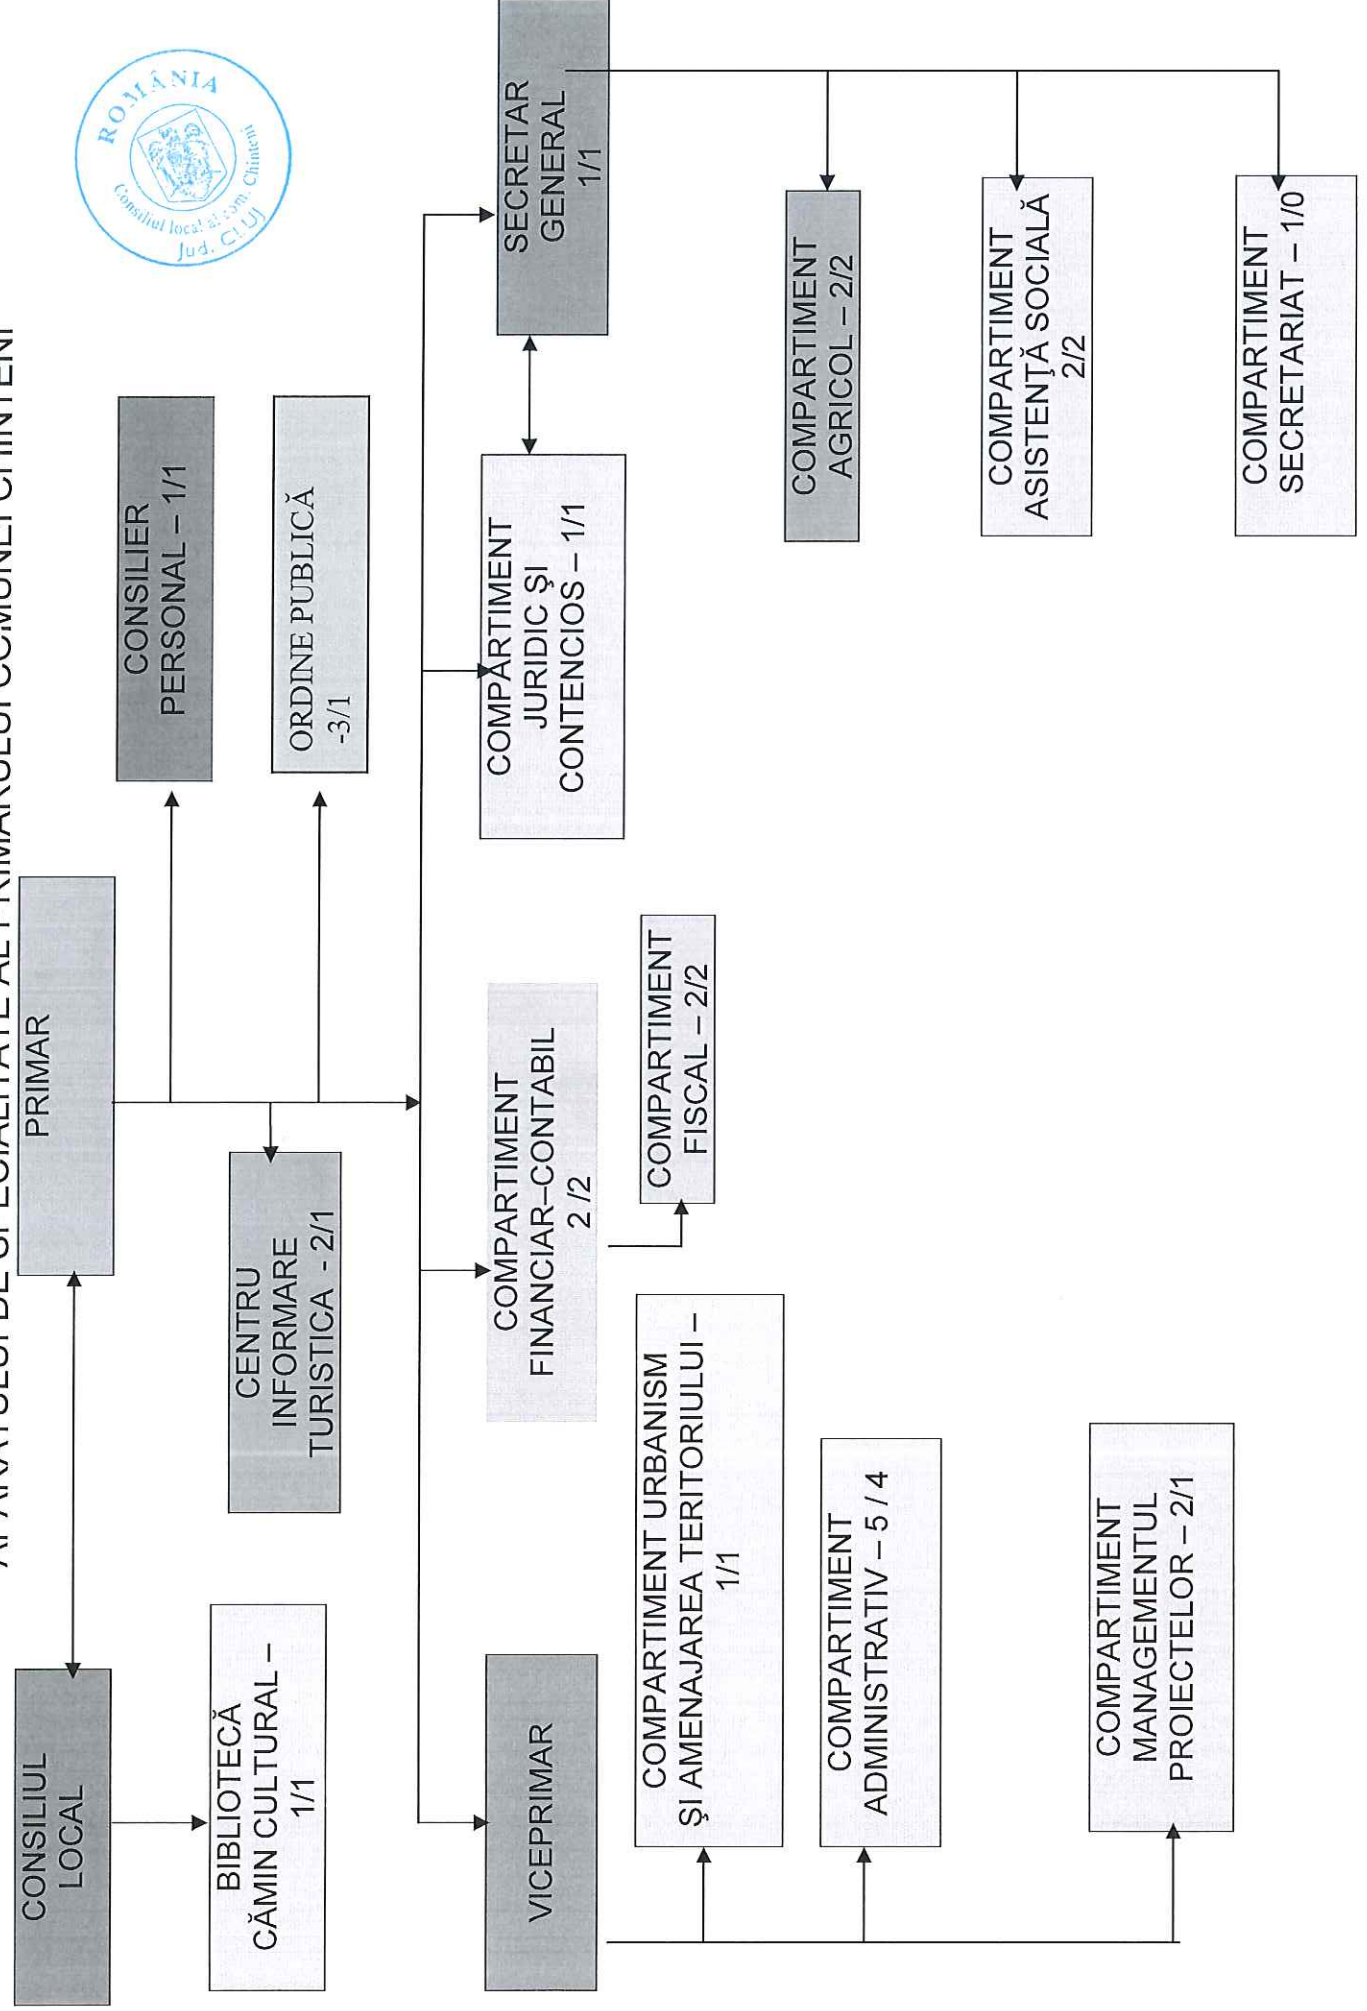 APARATULUI DE SPECIALITATE AL PRIMARULUI COMUNEI CHINTENI
CONSILIUL
LOCAL
PRIMAR
BIBLIOTECĂ
CĂMIN CULTURAL –
1/1
CENTRU
INFORMARE
TURISTICA - 2/1
CONSILIER
PERSONAL – 1/1
ORDINE PUBLICĂ
-3/1
ROMÂNIA
Consiliul local al com. Chinteni
Jud. CLUJ
VICEPRIMAR
COMPARTIMENT
FINANCIAR–CONTABIL
2 /2
COMPARTIMENT
JURIDIC ŞI
CONTENCIOS – 1/1
SECRETAR
GENERAL
1/1
COMPARTIMENT URBANISM
ŞI AMENAJAREA TERITORIULUI –
1/1
COMPARTIMENT
FISCAL – 2/2
COMPARTIMENT
ADMINISTRATIV – 5 / 4
COMPARTIMENT
AGRICOL – 2/2
COMPARTIMENT
ASISTENŢĂ SOCIALĂ
2/2
COMPARTIMENT
MANAGEMENTUL
PROIECTELOR – 2/1
COMPARTIMENT
SECRETARIAT – 1/0